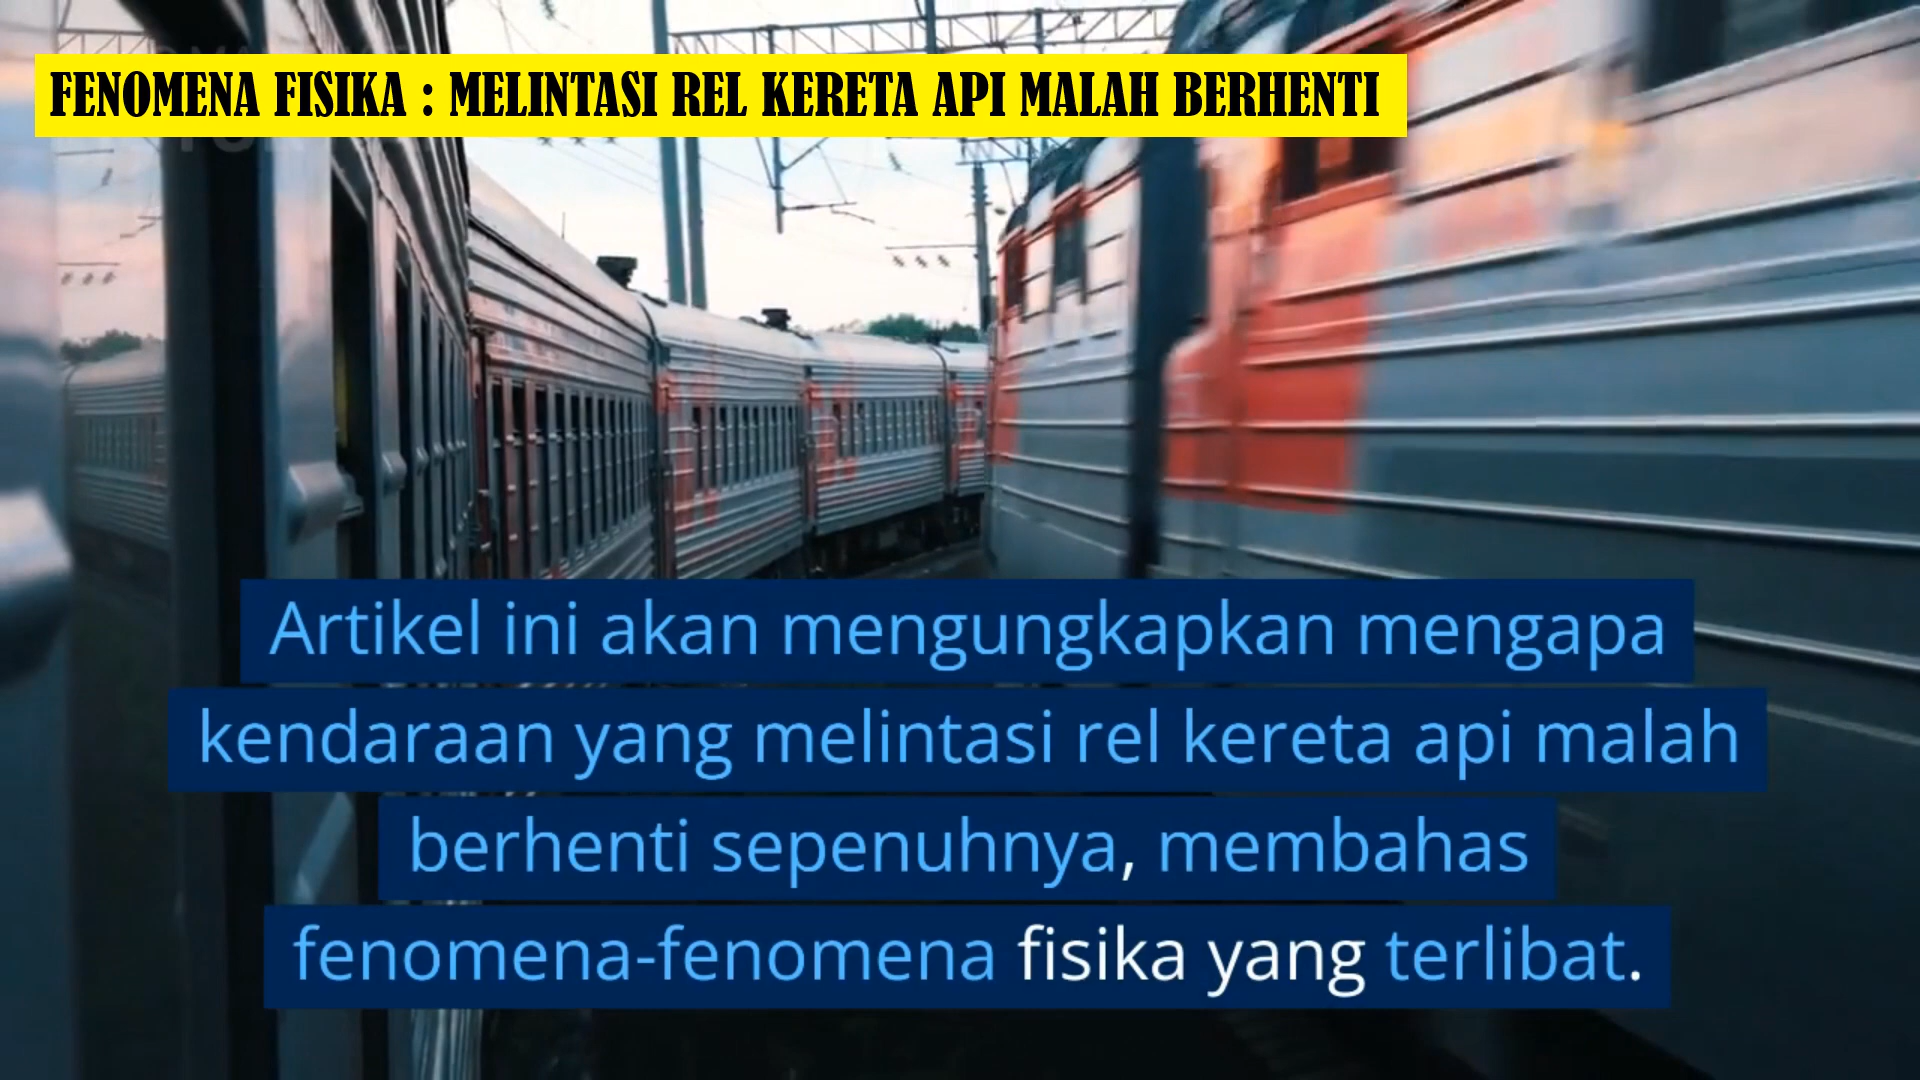 FENOMENA FISIKA : MELINTASI REL KERETA API MALAH BERHENTI
Artikel ini akan mengungkapkan mengapa
kendaraan yang melintasi rel kereta api malah
berhenti sepenuhnya, membahas
fenomena-fenomena fisika yang terlibat.